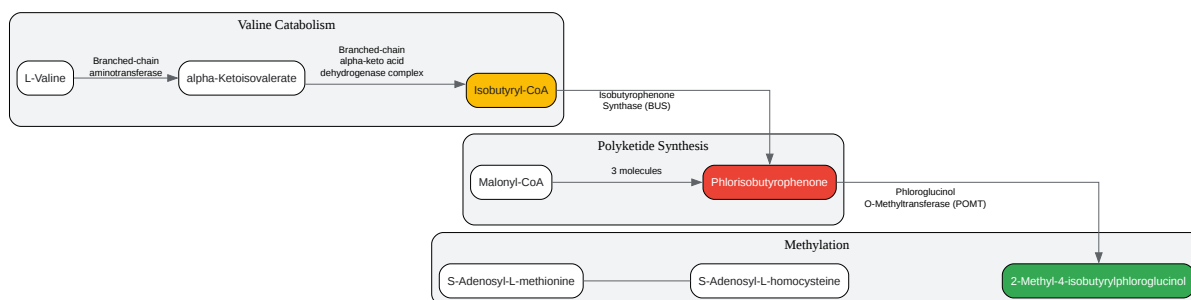 Valine Catabolism
L-Valine
Branched-chain
aminotransferase
alpha-Ketoisovalerate
Branched-chain
alpha-keto acid
dehydrogenase complex
Isobutyryl-CoA
Isobutyrophenone
Synthase (BUS)
Polyketide Synthesis
Malonyl-CoA
3 molecules
Phlorisobutyrophenone
Phloroglucinol
O-Methyltransferase (POMT)
Methylation
S-Adenosyl-L-methionine
S-Adenosyl-L-homocysteine
2-Methyl-4-isobutyrylphloroglucinol